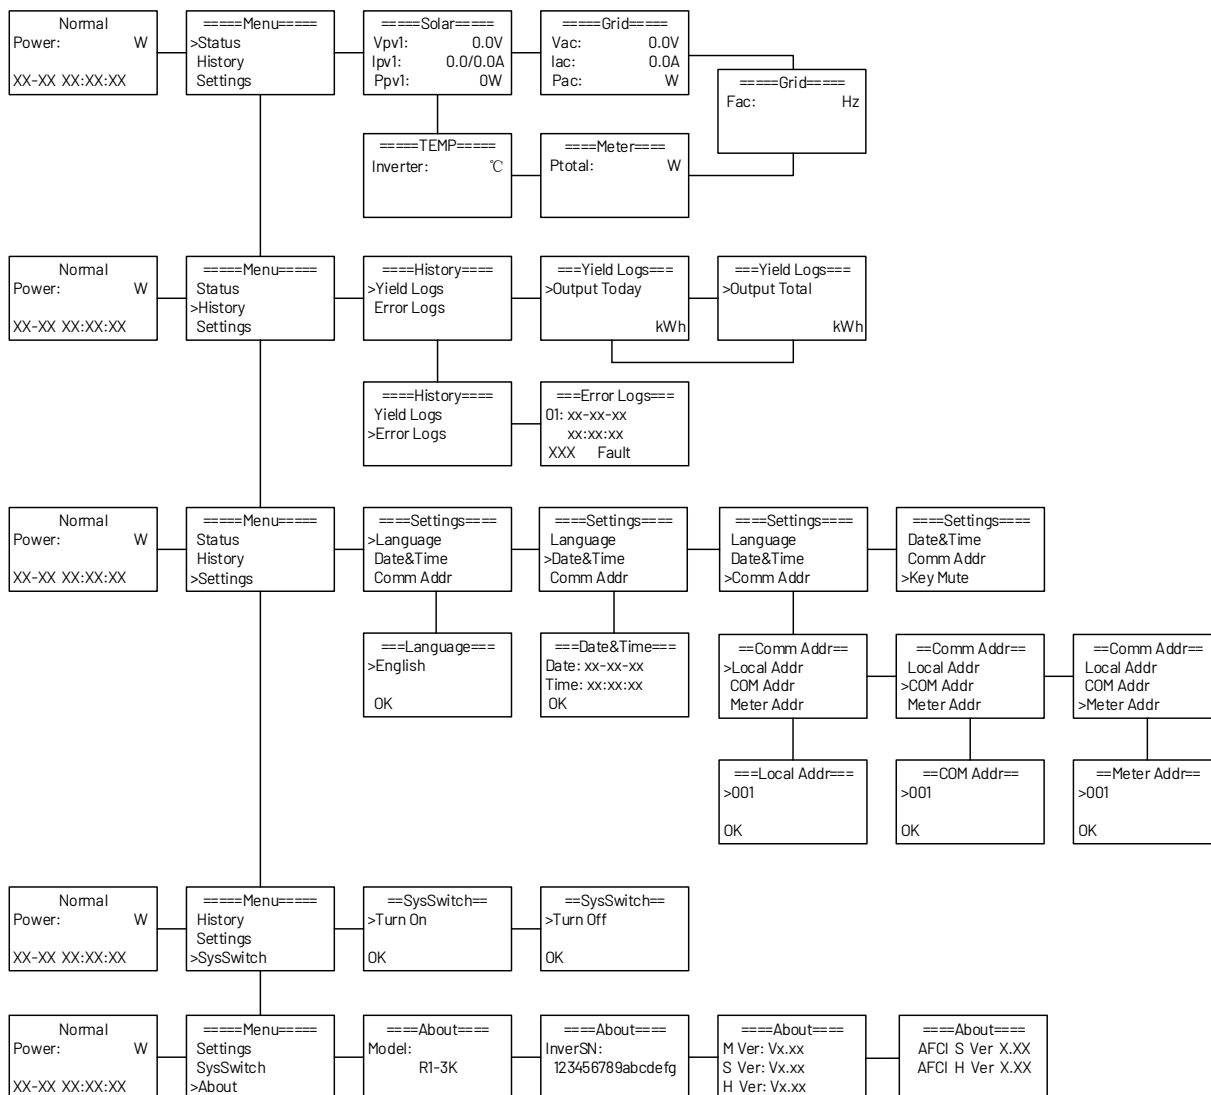 Normal
Power: W
XX-XX XX:XX:XX
=====Menu=====
>Status
History
Settings
=====Solar=====
Vpv1: 0.0V
Ipv1: 0.0/0.0A
Ppv1: 0W
=====Grid=====
Vac: 0.0V
Iac: 0.0A
Pac: W
=====Grid=====
Fac: Hz
=====TEMP=====
Inverter: ℃
====Meter====
Ptotal: W
Normal
Power: W
XX-XX XX:XX:XX
=====Menu=====
Status
>History
Settings
====History====
>Yield Logs
Error Logs
===Yield Logs===
>Output Today
kWh
===Yield Logs===
>Output Total
kWh
====History====
Yield Logs
>Error Logs
===Error Logs===
01: xx-xx-xx
xx:xx:xx
XXX Fault
Normal
Power: W
XX-XX XX:XX:XX
=====Menu=====
Status
History
>Settings
====Settings====
>Language
Date&Time
Comm Addr
====Settings====
Language
>Date&Time
Comm Addr
====Settings====
Language
Date&Time
>Comm Addr
====Settings====
Date&Time
Comm Addr
>Key Mute
===Language===
>English
OK
===Date&Time===
Date: xx-xx-xx
Time: xx:xx:xx
OK
==Comm Addr==
>Local Addr
COM Addr
Meter Addr
==Comm Addr==
Local Addr
>COM Addr
Meter Addr
==Comm Addr==
Local Addr
COM Addr
>Meter Addr
===Local Addr===
>001
OK
==COM Addr==
>001
OK
==Meter Addr==
>001
OK
Normal
Power: W
XX-XX XX:XX:XX
=====Menu=====
History
Settings
>SysSwitch
==SysSwitch==
>Turn On
OK
==SysSwitch==
>Turn Off
OK
Normal
Power: W
XX-XX XX:XX:XX
=====Menu=====
Settings
SysSwitch
>About
====About====
Model:
R1-3K
====About====
InverSN:
123456789abcdefg
====About====
M Ver: Vx.xx
S Ver: Vx.xx
H Ver: Vx.xx
====About====
AFCI S Ver X.XX
AFCI H Ver X.XX